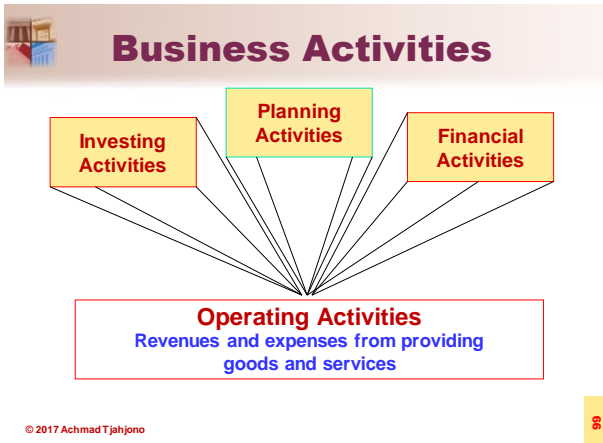 Business Activities
Planning
Activities
Investing
Activities
Financial
Activities
Operating Activities
Revenues and expenses from providing
goods and services
© 2017 Achmad Tjahjono
66